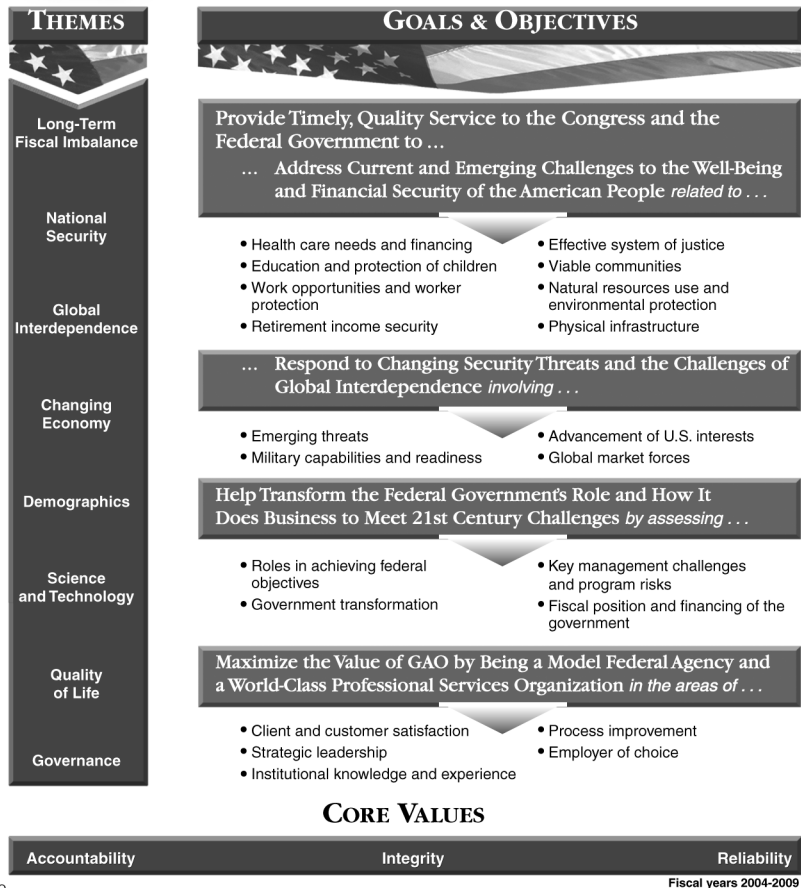 THEMES
Long-Term
Fiscal Imbalance
National
Security
Global
Interdependence
Changing
Economy
Demographics
Science
and Technology
Quality
of Life
Governance
GOALS & OBJECTIVES
Provide Timely, Quality Service to the Congress and the
Federal Government to ...
... Address Current and Emerging Challenges to the Well-Being
and Financial Security of the American People related to . . .
• Health care needs and financing
• Education and protection of children
• Work opportunities and worker
protection
• Retirement income security
• Effective system of justice
• Viable communities
• Natural resources use and
environmental protection
• Physical infrastructure
... Respond to Changing Security Threats and the Challenges of
Global Interdependence involving . . .
• Emerging threats
• Military capabilities and readiness
• Advancement of U.S. interests
• Global market forces
Help Transform the Federal Government's Role and How It
Does Business to Meet 21st Century Challenges by assessing . . .
• Roles in achieving federal
objectives
• Government transformation
• Key management challenges
and program risks
• Fiscal position and financing of the
government
Maximize the Value of GAO by Being a Model Federal Agency and
a World-Class Professional Services Organization in the areas of . . .
• Client and customer satisfaction
• Strategic leadership
• Institutional knowledge and experience
• Process improvement
• Employer of choice
CORE VALUES
Accountability
Integrity
Reliability
Fiscal years 2004-2009